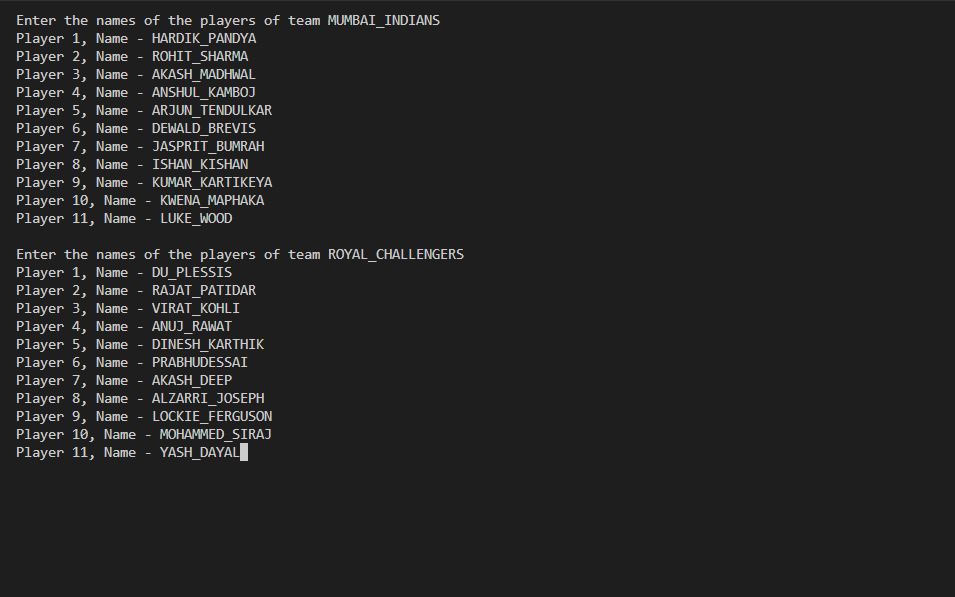 Enter the names of the players of team MUMBAI_INDIANS
Player 1, Name - HARDIK_PANDYA
Player 2, Name - ROHIT_SHARMA
Player 3, Name - AKASH_MADHWAL
Player 4, Name - ANSHUL_KAMBOJ
Player 5, Name - ARJUN_TENDULKAR
Player 6, Name - DEWALD_BREVIS
Player 7, Name - JASPRIT_BUMRAH
Player 8, Name - ISHAN_KISHAN
Player 9, Name - KUMAR_KARTIKEYA
Player 10, Name - KWENA_MAPHAKA
Player 11, Name - LUKE_WOOD

Enter the names of the players of team ROYAL_CHALLENGERS
Player 1, Name - DU_PLESSIS
Player 2, Name - RAJAT_PATIDAR
Player 3, Name - VIRAT_KOHLI
Player 4, Name - ANUJ_RAWAT
Player 5, Name - DINESH_KARTHIK
Player 6, Name - PRABHUDESSAI
Player 7, Name - AKASH_DEEP
Player 8, Name - ALZARRI_JOSEPH
Player 9, Name - LOCKIE_FERGUSON
Player 10, Name - MOHAMMED_SIRAJ
Player 11, Name - YASH_DAYAL